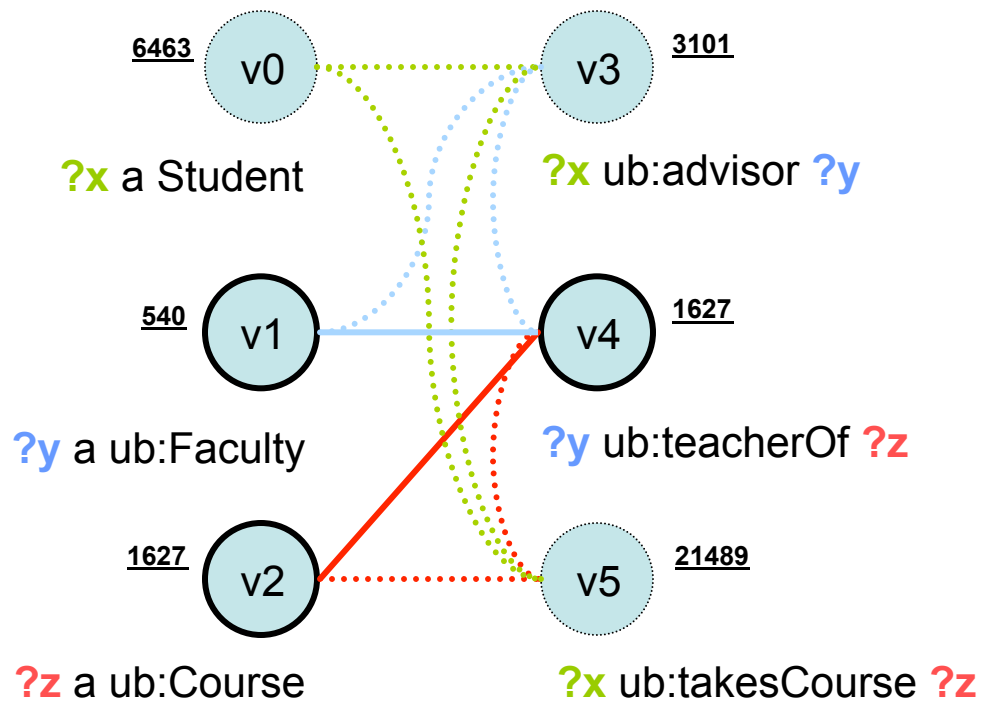 6463 v0 v3 3101
?x a Student ?x ub:advisor ?y
540 v1 v4 1627
?y a ub:Faculty ?y ub:teacherOf ?z
1627 v2 v5 21489
?z a ub:Course ?x ub:takesCourse ?z